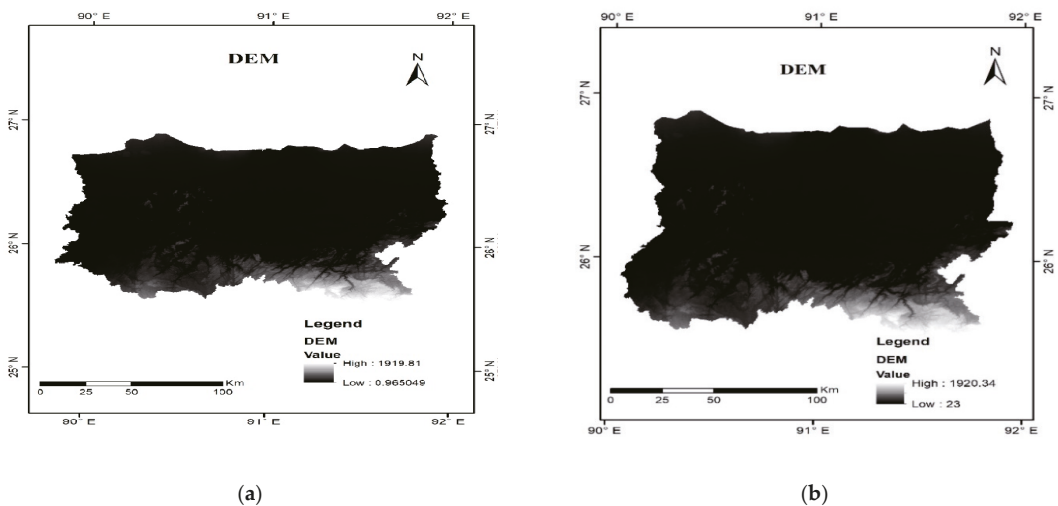 90° E
91° E
92° E
DEM
N
27° N
27° N
26° N
26° N
25° N
25° N
Legend
DEM
Value
High : 1919.81
Low : 0.965049
Km
0 25 50 100
90° E
91° E
92° E
(a)
90° E
91° E
92° E
DEM
N
27° N
27° N
26° N
26° N
Legend
DEM
Value
High : 1920.34
Low : 23
Km
0 25 50 100
90° E
91° E
92° E
(b)